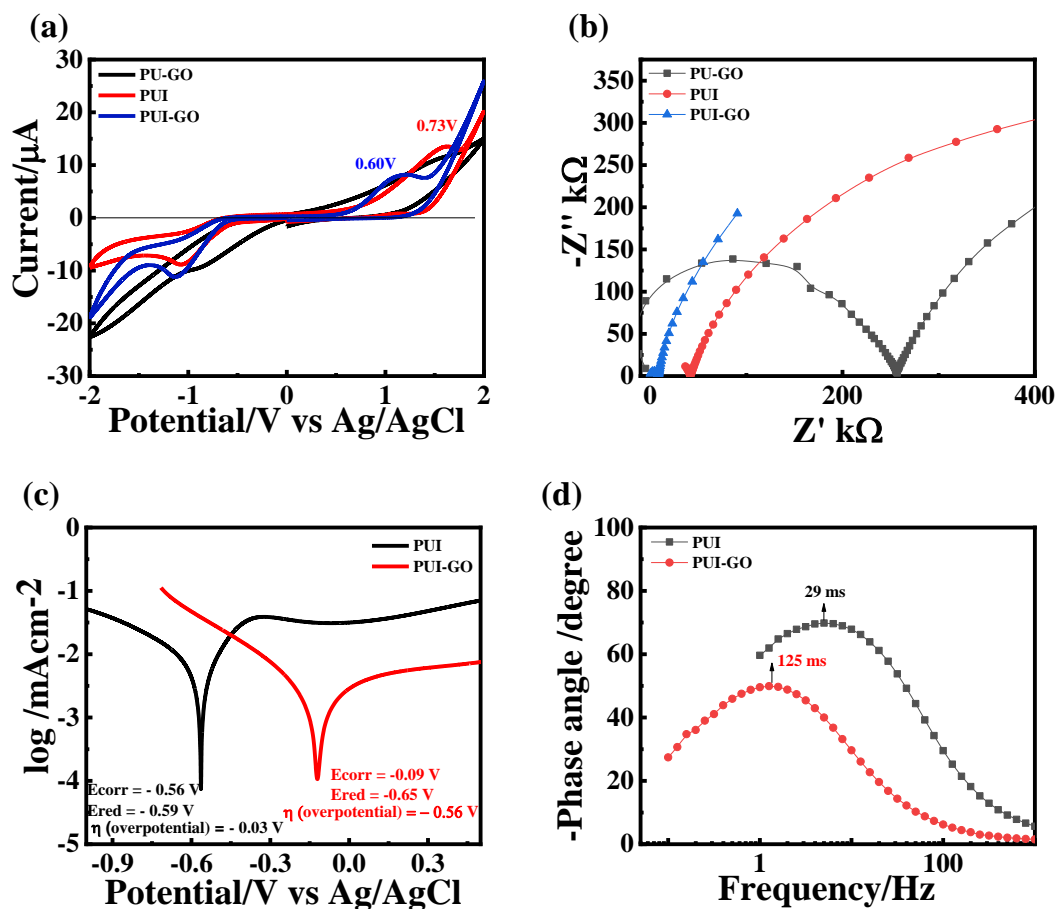 (a)
30
20
10
0
-10
-20
-30
Current/μA
PU-GO
PUI
PUI-GO
0.73V
0.60V
-2
-1
0
1
2
Potential/V vs Ag/AgCl
(b)
350
300
250
200
150
100
50
0
-Z'' kΩ
PU-GO
PUI
PUI-GO
0
100
200
300
400
Z' kΩ
(c)
0
-1
-2
-3
-4
-5
log /mAcm-2
PUI
PUI-GO
Ecorr = - 0.56 V
Ered = - 0.59 V
η (overpotential) = - 0.03 V
Ecorr = -0.09 V
Ered = -0.65 V
η (overpotential) = - 0.56 V
-0.9
-0.6
-0.3
0.0
0.3
Potential/V vs Ag/AgCl
(d)
100
80
60
40
20
0
-Phase angle /degree
PUI
PUI-GO
29 ms
125 ms
1
100
Frequency/Hz